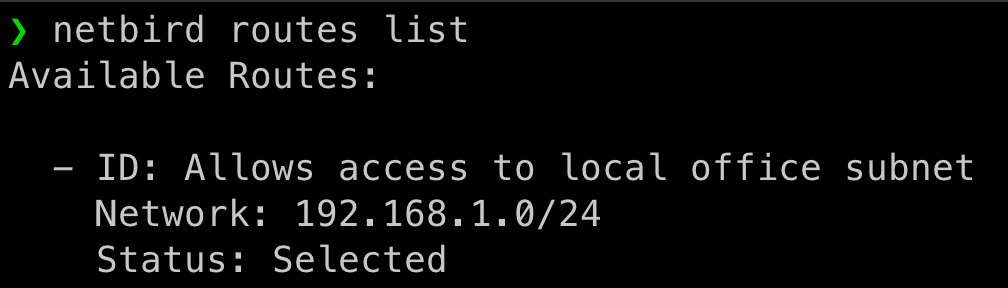 ❯ netbird routes list
Available Routes:
- ID: Allows access to local office subnet
Network: 192.168.1.0/24
Status: Selected